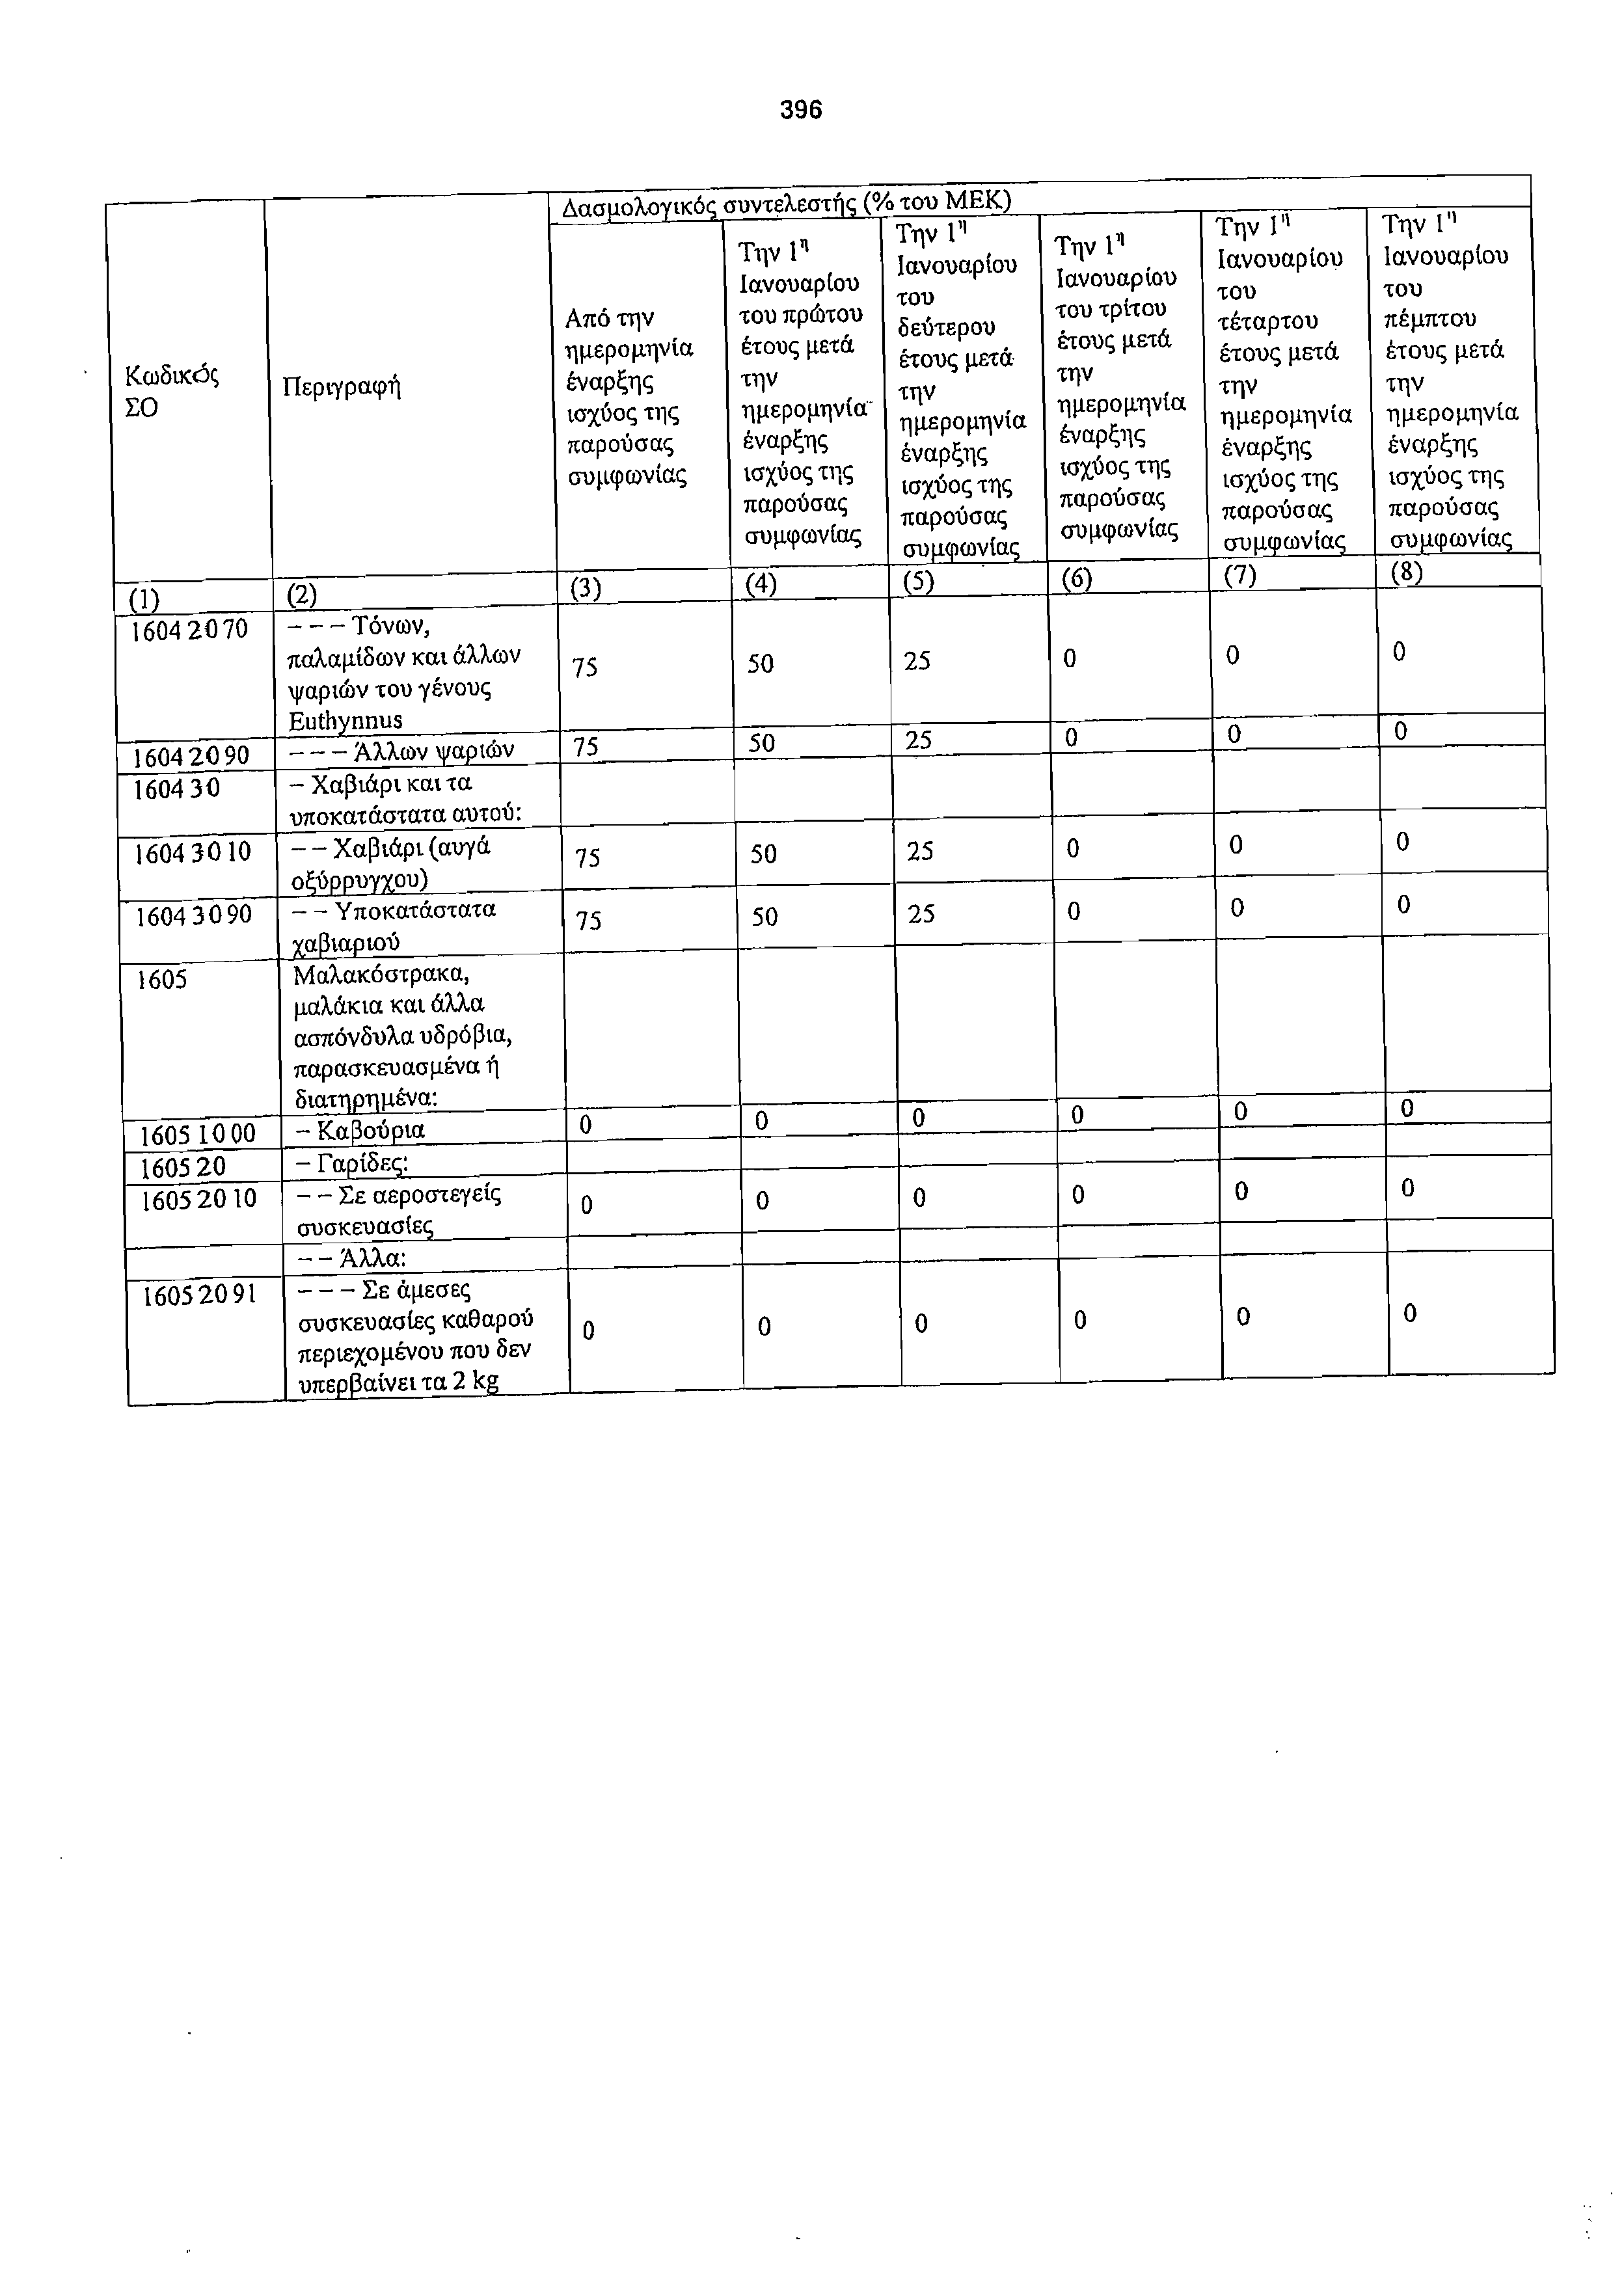 396
Δασμολογικός συντελεστής (% του ΜΕΚ)
Κωδικός
ΣΟ
Περιγραφή
Από την
ημερομηνία
έναρξης
ισχύος της
παρούσας
συμφωνίας
Την 1η
Ιανουαρίου
του πρώτου
έτους μετά
την
ημερομηνία
έναρξης
ισχύος της
παρούσας
συμφωνίας
Την 1η
Ιανουαρίου
του
δεύτερου
έτους μετά
την
ημερομηνία
έναρξης
ισχύος της
παρούσας
συμφωνίας
Την 1η
Ιανουαρίου
του τρίτου
έτους μετά
την
ημερομηνία
έναρξης
ισχύος της
παρούσας
συμφωνίας
Την 1η
Ιανουαρίου
του
τέταρτου
έτους μετά
την
ημερομηνία
έναρξης
ισχύος της
παρούσας
συμφωνίας
Την 1η
Ιανουαρίου
του
πέμπτου
έτους μετά
την
ημερομηνία
έναρξης
ισχύος της
παρούσας
συμφωνίας
(1) (2) (3) (4) (5) (6) (7) (8)
1604 20 70 – – – Τόνων,
παλαμίδων και άλλων
ψαριών του γένους
Euthynnus
75 50 25 0 0 0
1604 20 90 – – – Άλλων ψαριών 75 50 25 0 0 0
1604 30 – Χαβιάρι και τα
υποκατάστατα αυτού:
1604 30 10 – – Χαβιάρι (αυγά
οξύρρυγχου)
75 50 25 0 0 0
1604 30 90 – – Υποκατάστατα
χαβιαριού
75 50 25 0 0 0
1605 Μαλακόστρακα,
μαλάκια και άλλα
ασπόνδυλα υδρόβια,
παρασκευασμένα ή
διατηρημένα:
1605 10 00 – Καβούρια 0 0 0 0 0 0
1605 20 – Γαρίδες:
1605 20 10 – – Σε αεροστεγείς
συσκευασίες
0 0 0 0 0 0
– – Άλλα:
1605 20 91 – – – Σε άμεσες
συσκευασίες καθαρού
περιεχομένου που δεν
υπερβαίνει τα 2 kg
0 0 0 0 0 0